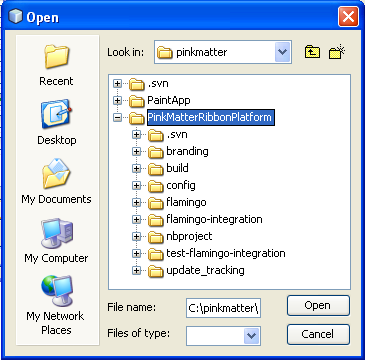 Open
Look in:
pinkmatter
Recent
Desktop
My Documents
My Computer
My Network
Places
.svn
PaintApp
PinkMatterRibbonPlatform
.svn
branding
build
config
flamingo
flamingo-integration
nbproject
test-flamingo-integration
update_tracking
File name:
C:\pinkmatter\
Open
Files of type:
Cancel